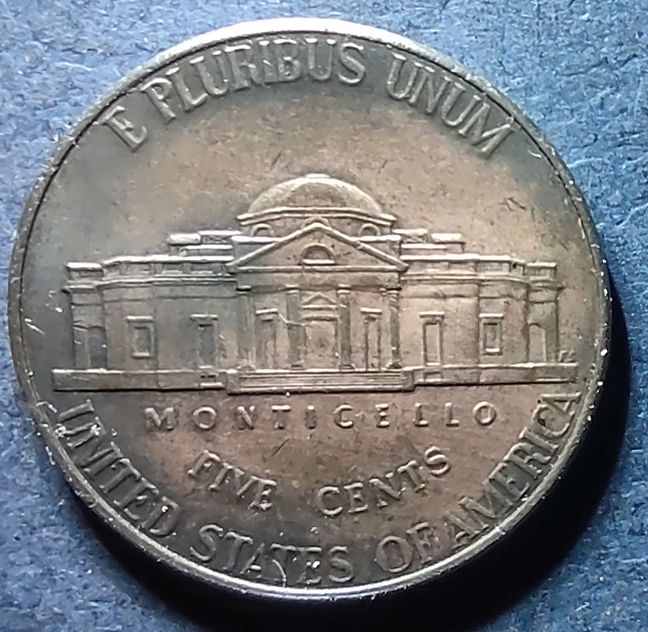 E PLURIBUS UNUM
MONTICELLO
FIVE CENTS
UNITED STATES OF AMERICA